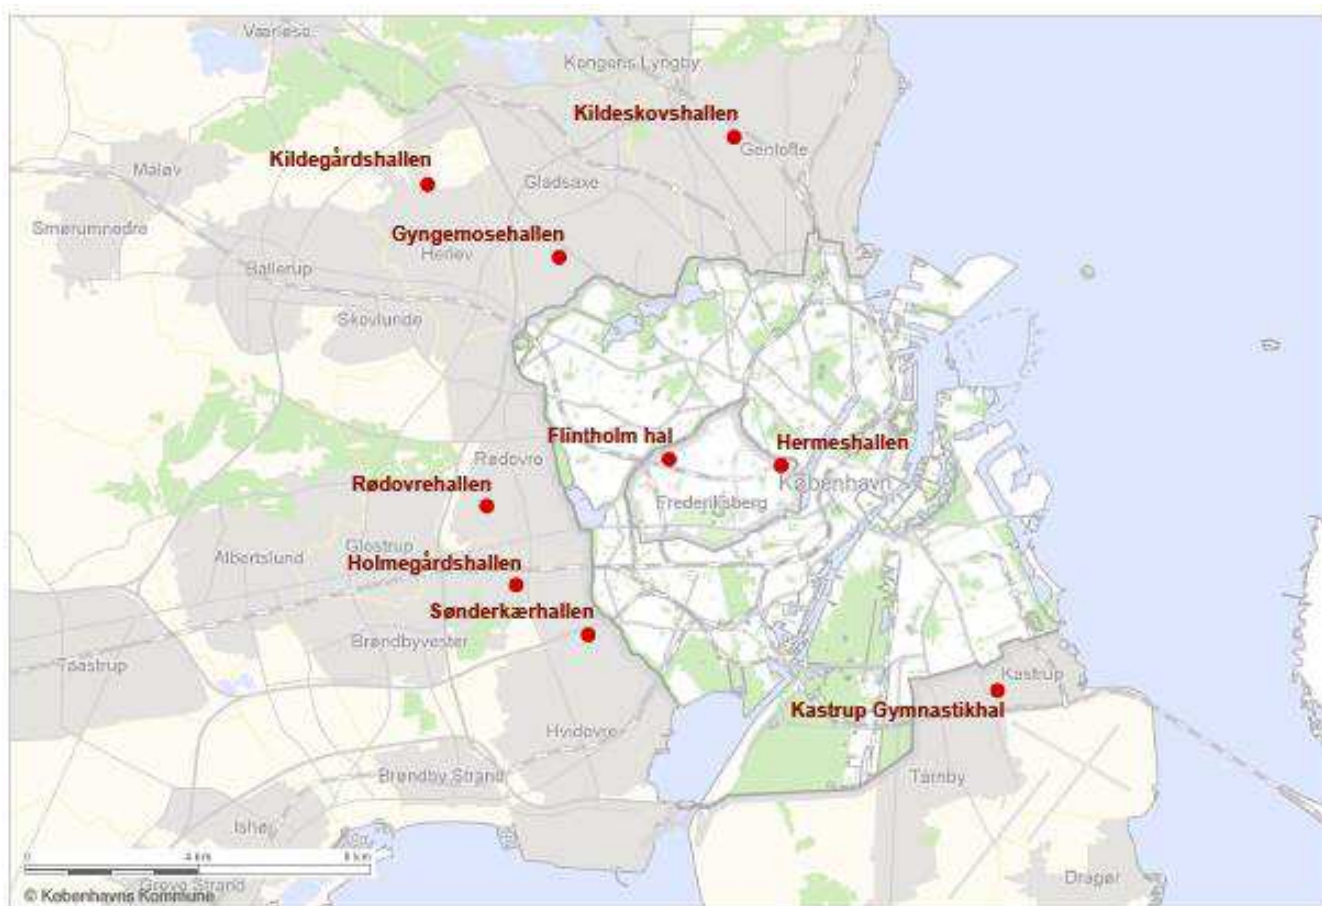 Værløse
Kongens Lyngby
Kildeskovshallen
Gentofte
Kildegårdshallen
Måløv
Gladsaxe
Smørumnedre
Gyngemosehallen
Herlev
Ballerup
Skovlunde
Flintholm hal
Hermeshallen
Rødovre
København
Rødovrehallen
Frederiksberg
Glostrup
Albertslund
Holmegårdshallen
Sønderkærhallen
Brøndbyvester
Taastrup
Kastrup
Kastrup Gymnastikhal
Hvidovre
Brøndby Strand
Tårnby
Ishøj
0 4 km 8 km
Dragør
Greve Strand
© Københavns Kommune